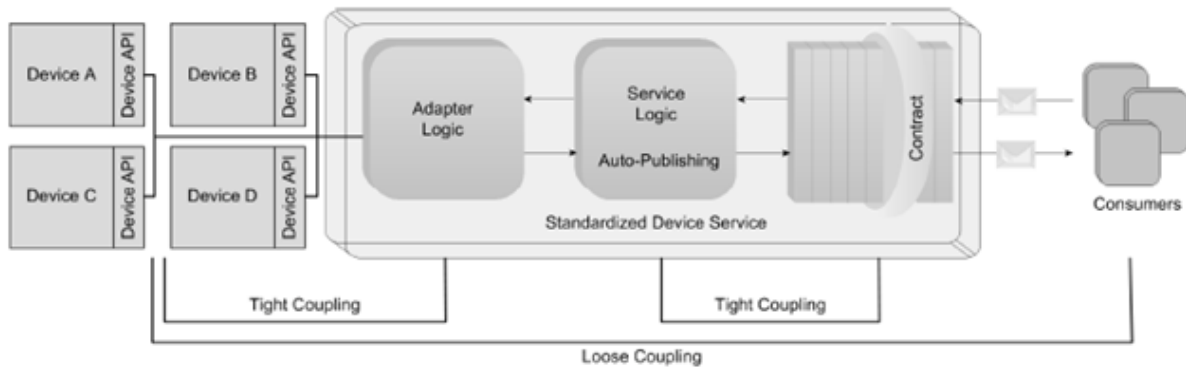 Device A
Device API
Device B
Device API
Device C
Device API
Device D
Device API
Adapter
Logic
Service
Logic
Auto-Publishing
Contract
Standardized Device Service
Consumers
Tight Coupling
Tight Coupling
Loose Coupling